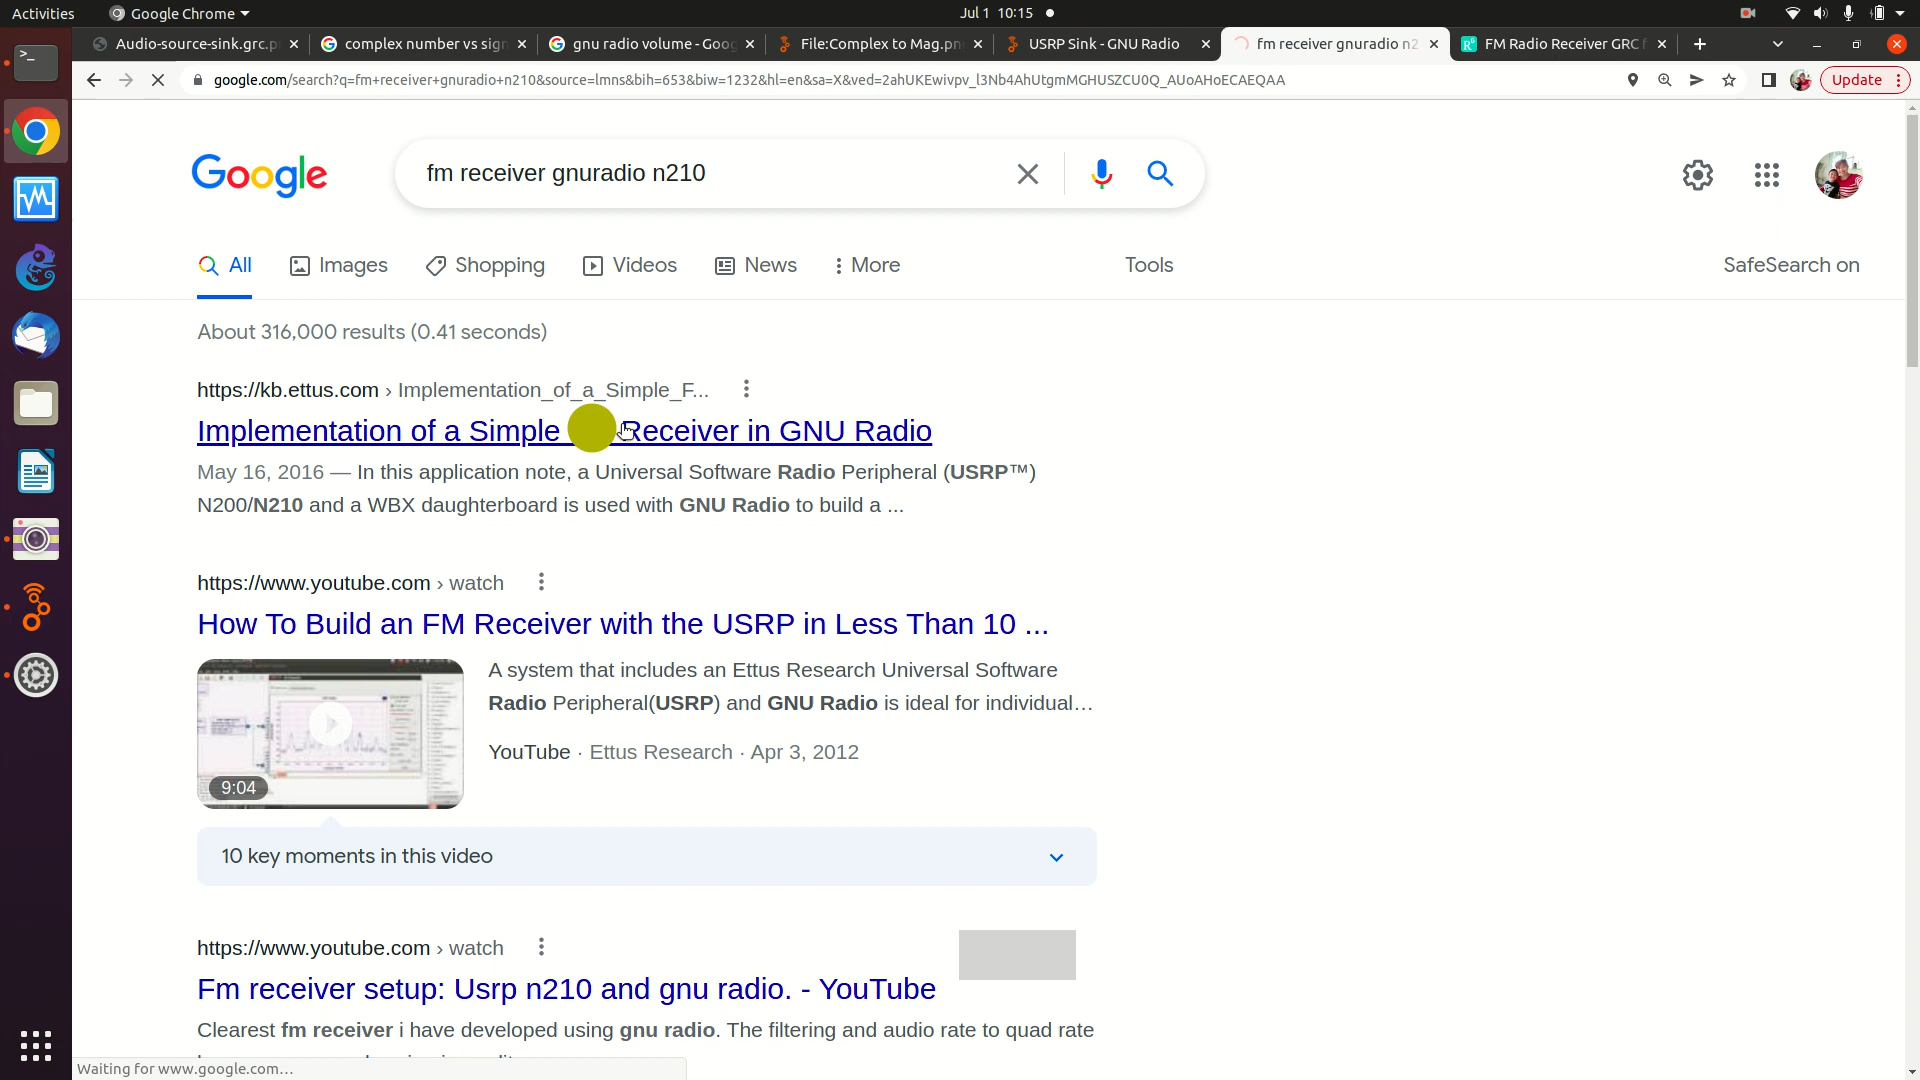 Activities
Google Chrome
Jul 1 10:15
Audio-source-sink.grc.p
complex number vs sig
gnu radio volume - Goo
File:Complex to Mag.pn
USRP Sink - GNU Radio
fm receiver gnuradio n2
FM Radio Receiver GRC f
google.com/search?q=fm+receiver+gnuradio+n210&source=lmns&bih=653&biw=1232&hl=en&sa=X&ved=2ahUKEwivpv_l3Nb4AhUtgmMGHUSZCU0Q_AUoAHoECAEQAA
Update
Google
fm receiver gnuradio n210
All
Images
Shopping
Videos
News
More
Tools
SafeSearch on
About 316,000 results (0.41 seconds)
https://kb.ettus.com › Implementation_of_a_Simple_F...
Implementation of a Simple Receiver in GNU Radio
May 16, 2016 — In this application note, a Universal Software Radio Peripheral (USRP™)
N200/N210 and a WBX daughterboard is used with GNU Radio to build a ...
https://www.youtube.com › watch
How To Build an FM Receiver with the USRP in Less Than 10 ...
A system that includes an Ettus Research Universal Software
Radio Peripheral(USRP) and GNU Radio is ideal for individual...
YouTube · Ettus Research · Apr 3, 2012
9:04
10 key moments in this video
https://www.youtube.com › watch
Fm receiver setup: Usrp n210 and gnu radio. - YouTube
Clearest fm receiver i have developed using gnu radio. The filtering and audio rate to quad rate
Waiting for www.google.com...